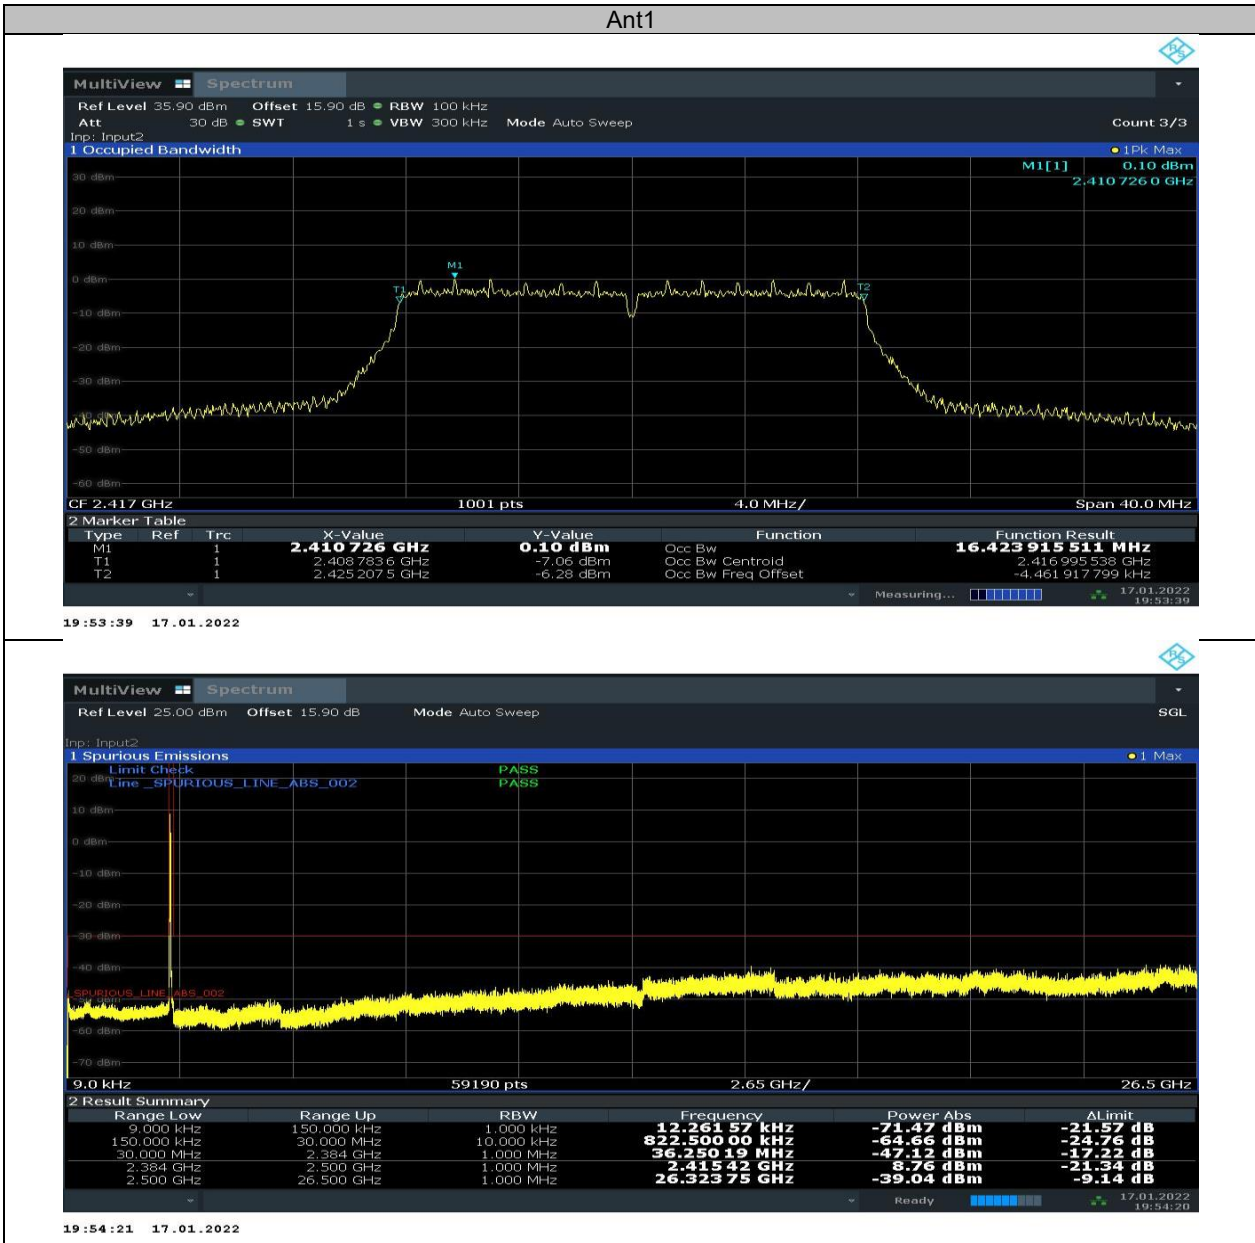 Ant1
R&S
MultiView Spectrum
Ref Level 35.90 dBm Offset 15.90 dB RBW 100 kHz
Att 30 dB SWT 1 s VBW 300 kHz Mode Auto Sweep Count 3/3
Inp: Input2
1 Occupied Bandwidth 1Pk Max
M1[1] 0.10 dBm
2.410 726 0 GHz
30 dBm
20 dBm
10 dBm
M1
0 dBm
T1 T2
-10 dBm
-20 dBm
-30 dBm
-40 dBm
-50 dBm
-60 dBm
CF 2.417 GHz 1001 pts 4.0 MHz/ Span 40.0 MHz
2 Marker Table
Type Ref Trc X-Value Y-Value Function Function Result
M1 1 2.410 726 GHz 0.10 dBm Occ Bw 16.423 915 511 MHz
T1 1 2.408 783 6 GHz -7.06 dBm Occ Bw Centroid 2.416 995 538 GHz
T2 1 2.425 207 5 GHz -6.28 dBm Occ Bw Freq Offset -4.461 917 799 kHz
Measuring... 17.01.2022
19:53:39
19:53:39 17.01.2022
R&S
MultiView Spectrum
Ref Level 25.00 dBm Offset 15.90 dB Mode Auto Sweep SGL
Inp: Input2
1 Spurious Emissions 1 Max
Limit Check PASS
20 dBm
Line _SPURIOUS_LINE_ABS_002 PASS
10 dBm
0 dBm
-10 dBm
-20 dBm
-30 dBm
-40 dBm
_SPURIOUS_LINE_ABS_002
-50 dBm
-60 dBm
-70 dBm
9.0 kHz 59190 pts 2.65 GHz/ 26.5 GHz
2 Result Summary
Range Low Range Up RBW Frequency Power Abs ΔLimit
9.000 kHz 150.000 kHz 1.000 kHz 12.261 57 kHz -71.47 dBm -21.57 dB
150.000 kHz 30.000 MHz 10.000 kHz 822.500 00 kHz -64.66 dBm -24.76 dB
30.000 MHz 2.384 GHz 1.000 MHz 36.250 19 MHz -47.12 dBm -17.22 dB
2.384 GHz 2.500 GHz 1.000 MHz 2.415 42 GHz 8.76 dBm -21.34 dB
2.500 GHz 26.500 GHz 1.000 MHz 26.323 75 GHz -39.04 dBm -9.14 dB
Ready 17.01.2022
19:54:20
19:54:21 17.01.2022